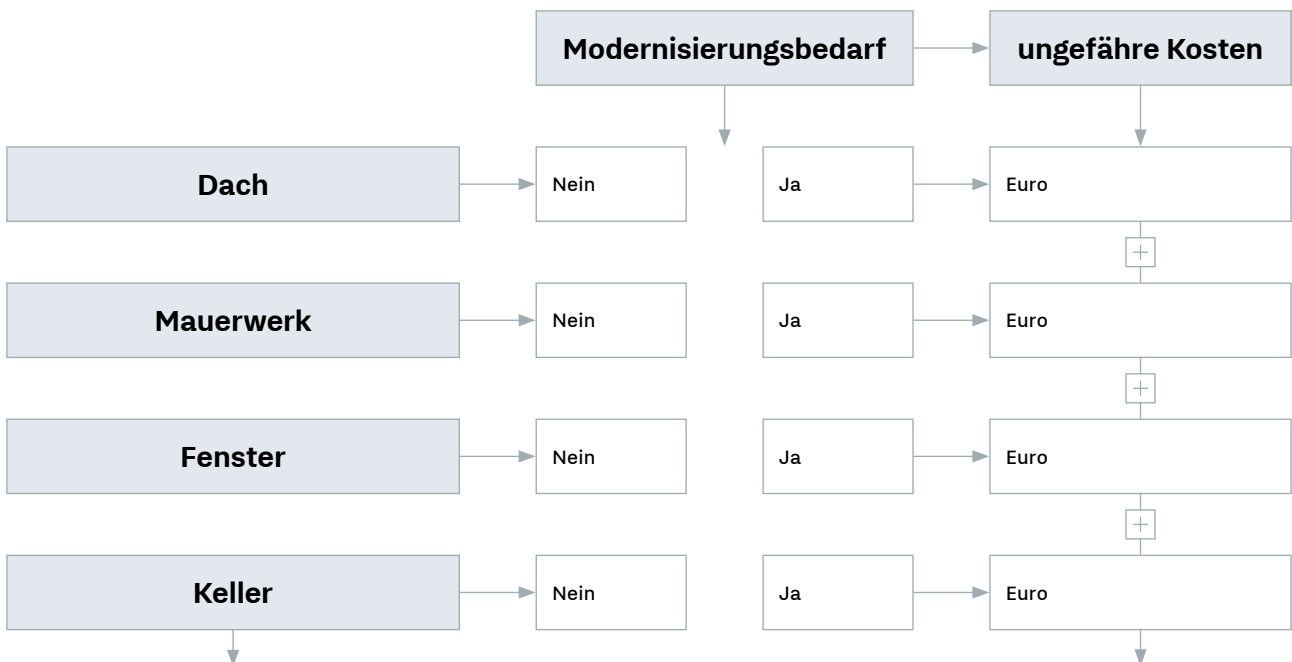 Modernisierungsbedarf ungefähre Kosten
Dach Nein Ja Euro
Mauerwerk Nein Ja Euro
Fenster Nein Ja Euro
Keller Nein Ja Euro